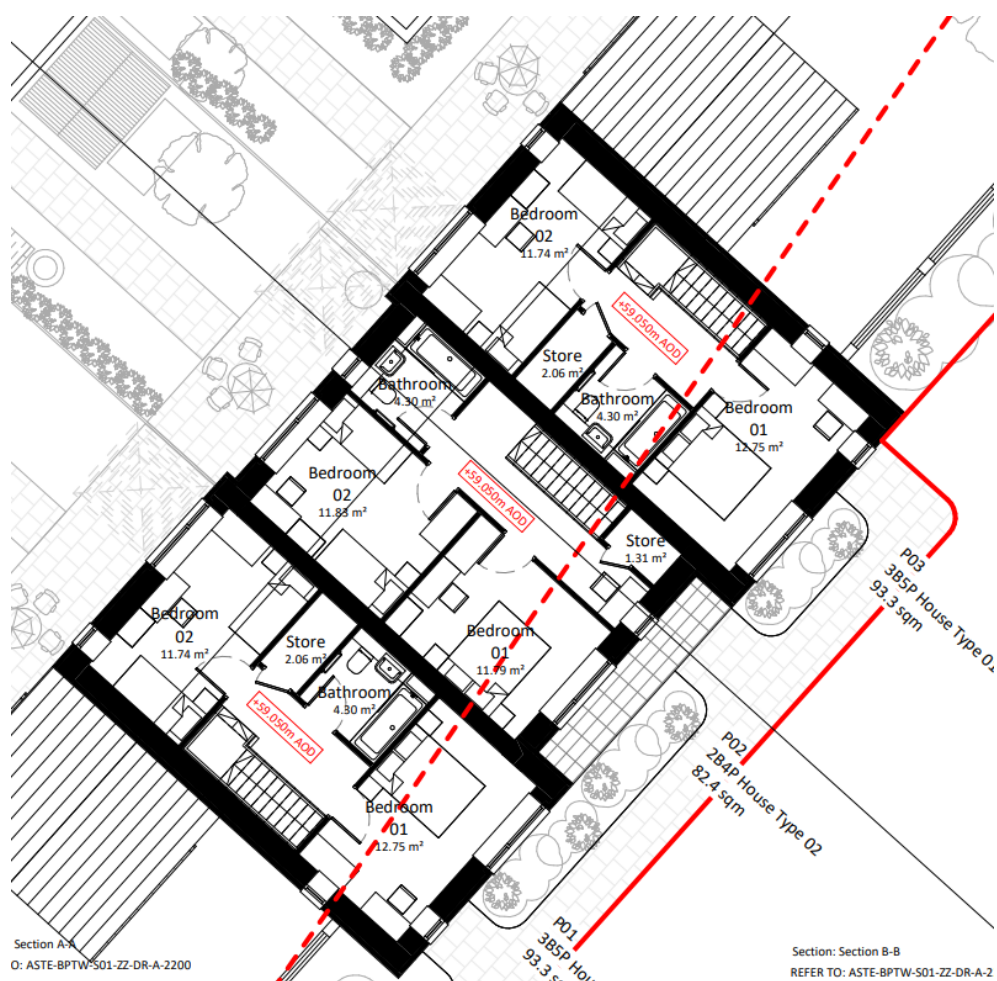 Bedroom
02
11.74 m²
+59.050m AOD
Store
2.06 m²
Bathroom
4.30 m²
Bedroom
01
12.75 m²
Bathroom
4.30 m²
Bedroom
02
11.83 m²
+59.050m AOD
Store
1.31 m²
Bedroom
01
11.79 m²
Bedroom
02
11.74 m²
Store
2.06 m²
Bathroom
4.30 m²
+59.050m AOD
Bedroom
01
12.75 m²
P03
3B5P House Type 01
93.3 sqm
P02
2B4P House Type 02
82.4 sqm
P01
3B5P Hou
93.3 s
Section A-A
O: ASTE-BPTW-S01-ZZ-DR-A-2200
Section: Section B-B
REFER TO: ASTE-BPTW-S01-ZZ-DR-A-2